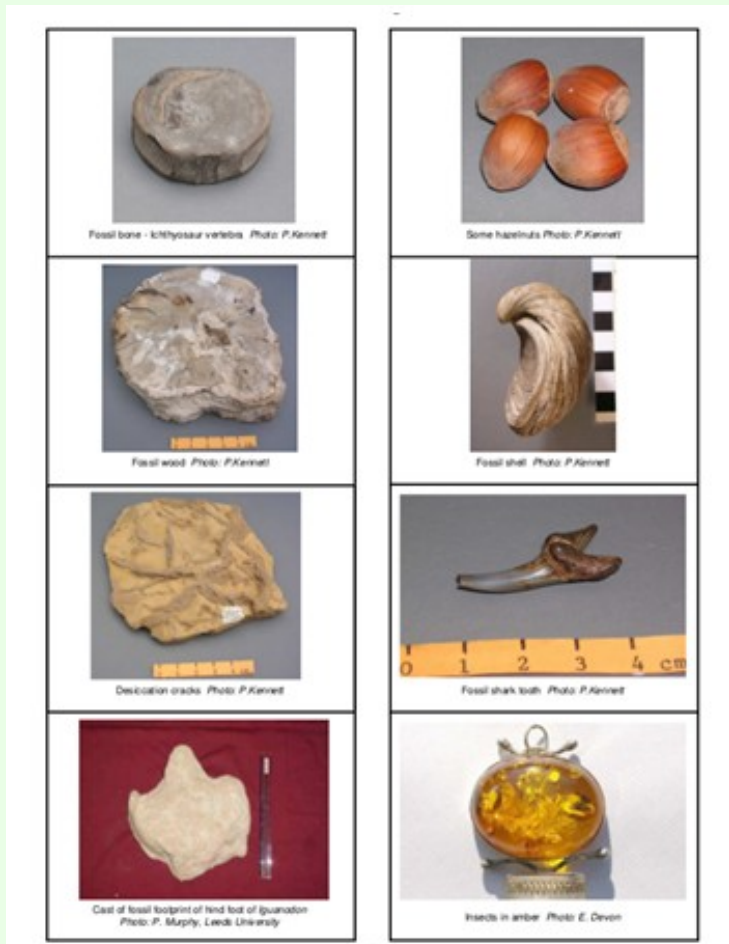 Fossil bone - Ichthyosaur vertebra Photo: P.Kennett
Some hazelnuts Photo: P.Kennett
Fossil wood Photo: P.Kennett
Fossil shell Photo: P.Kennett
Desiccation cracks Photo: P.Kennett
0 1 2 3 4 cm
Fossil shark tooth Photo: P.Kennett
Cast of fossil footprint of hind foot of Iguanodon
Photo: P. Murphy, Leeds University
Insects in amber Photo: E. Devon